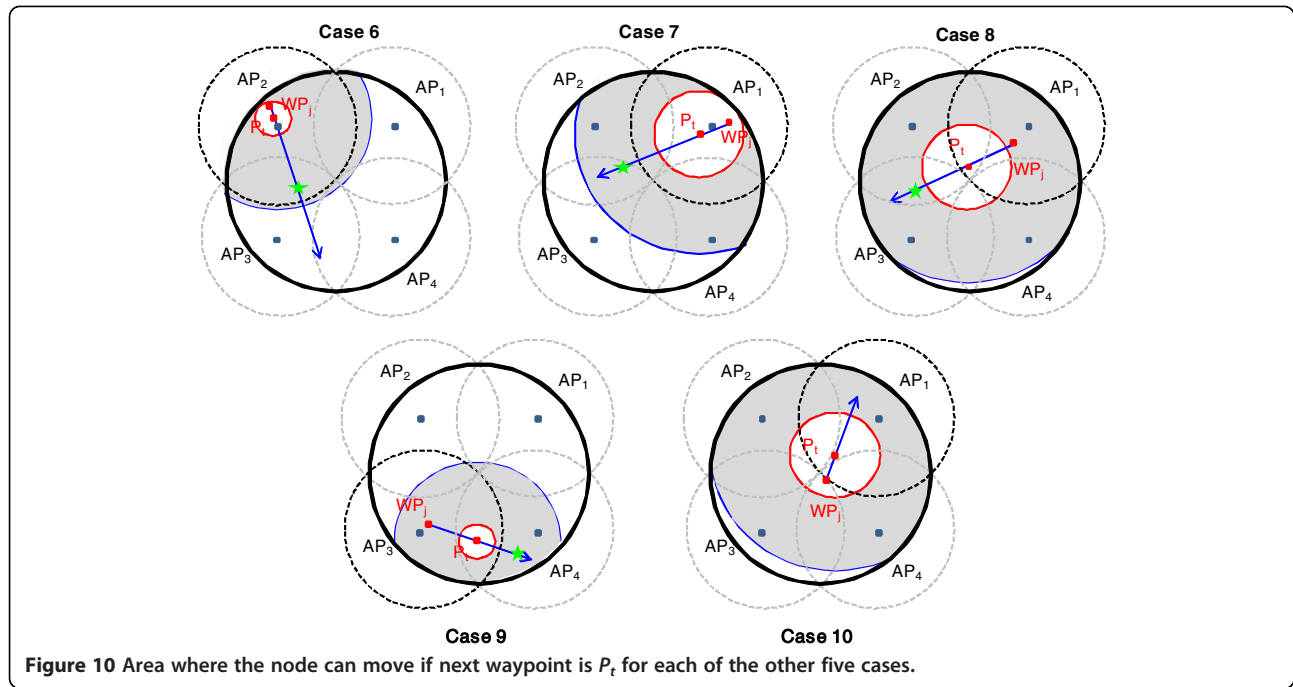 Case 6
AP2
AP1
WPj
Pt
AP3
AP4
Case 7
AP2
AP1
Pt
WPj
AP3
AP4
Case 8
AP2
AP1
Pt
WPj
AP3
AP4
AP2
AP1
WPj
Pt
AP3
AP4
Case 9
AP2
AP1
Pt
WPj
AP3
AP4
Case 10
Figure 10 Area where the node can move if next waypoint is Pt for each of the other five cases.